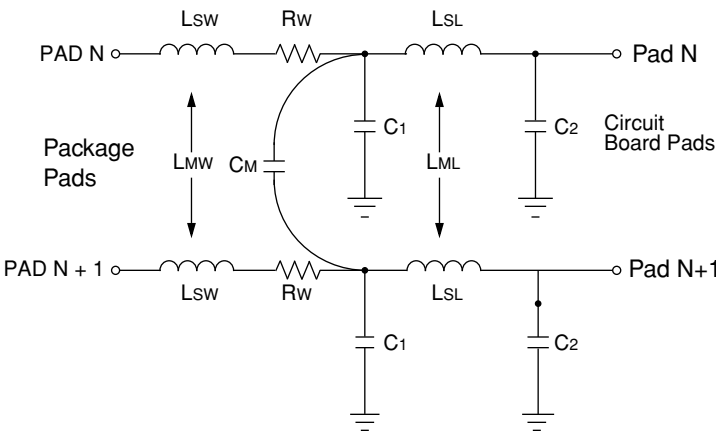 LSW RW LSL
PAD N Pad N
C1 C2 Circuit
Board Pads
Package
Pads
LMW CM LML
PAD N + 1 Pad N+1
LSW RW LSL
C1 C2